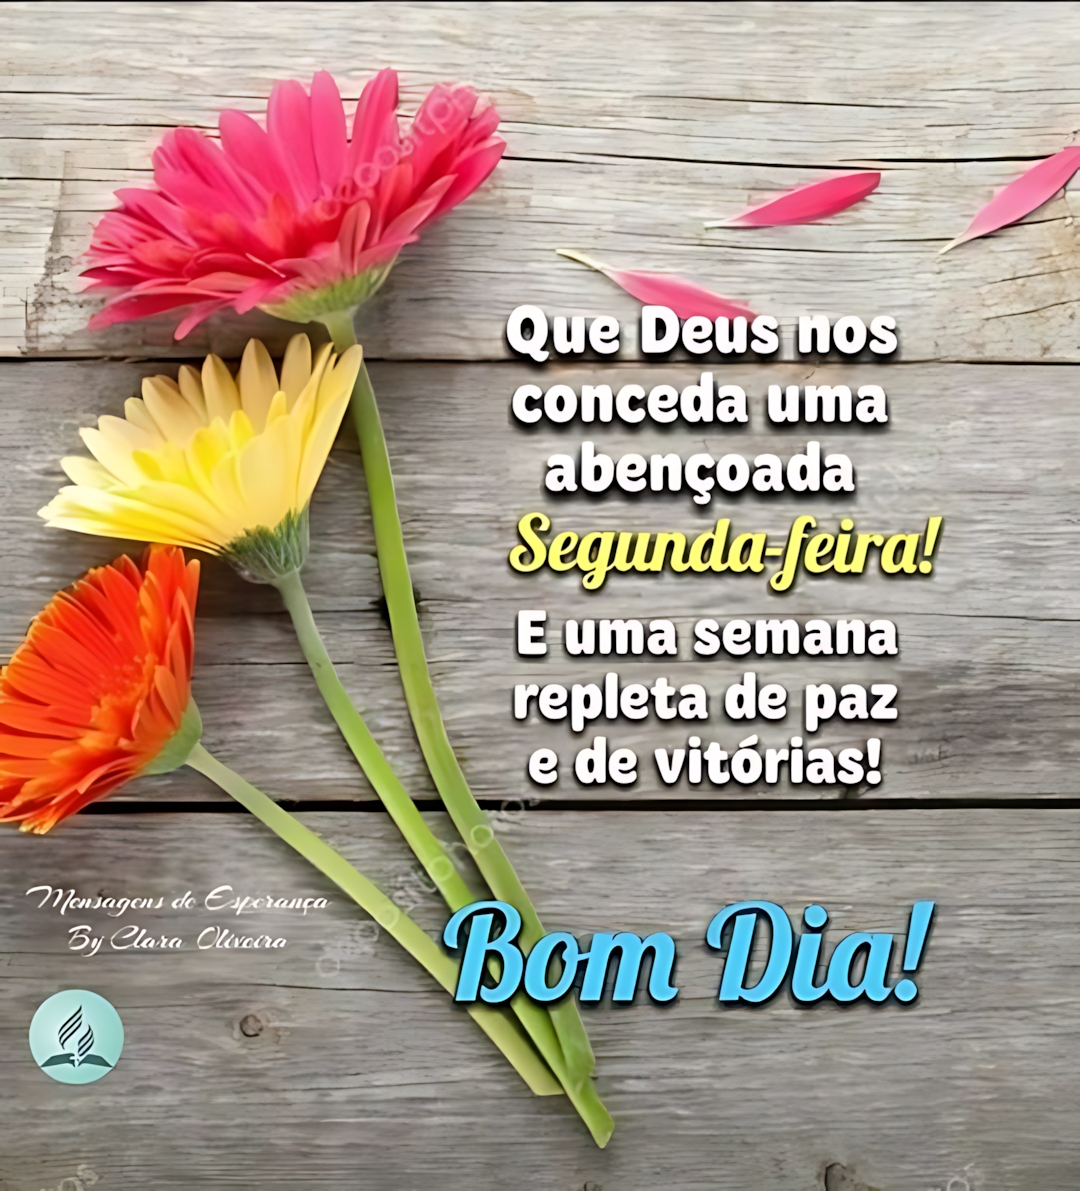 Que Deus nos
conceda uma
abençoada
Segunda-feira!
E uma semana
repleta de paz
e de vitórias!
Mensagens de Esperança
By Clara Oliveira
Bom Dia!